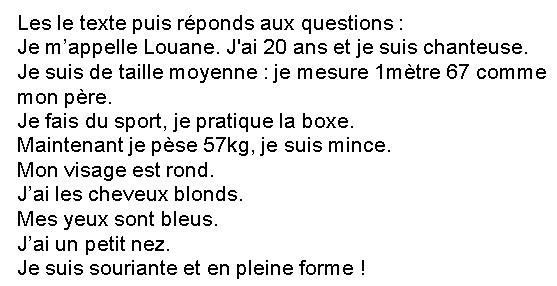 Les le texte puis réponds aux questions :
Je m’appelle Louane. J'ai 20 ans et je suis chanteuse.
Je suis de taille moyenne : je mesure 1mètre 67 comme
mon père.
Je fais du sport, je pratique la boxe.
Maintenant je pèse 57kg, je suis mince.
Mon visage est rond.
J’ai les cheveux blonds.
Mes yeux sont bleus.
J’ai un petit nez.
Je suis souriante et en pleine forme !